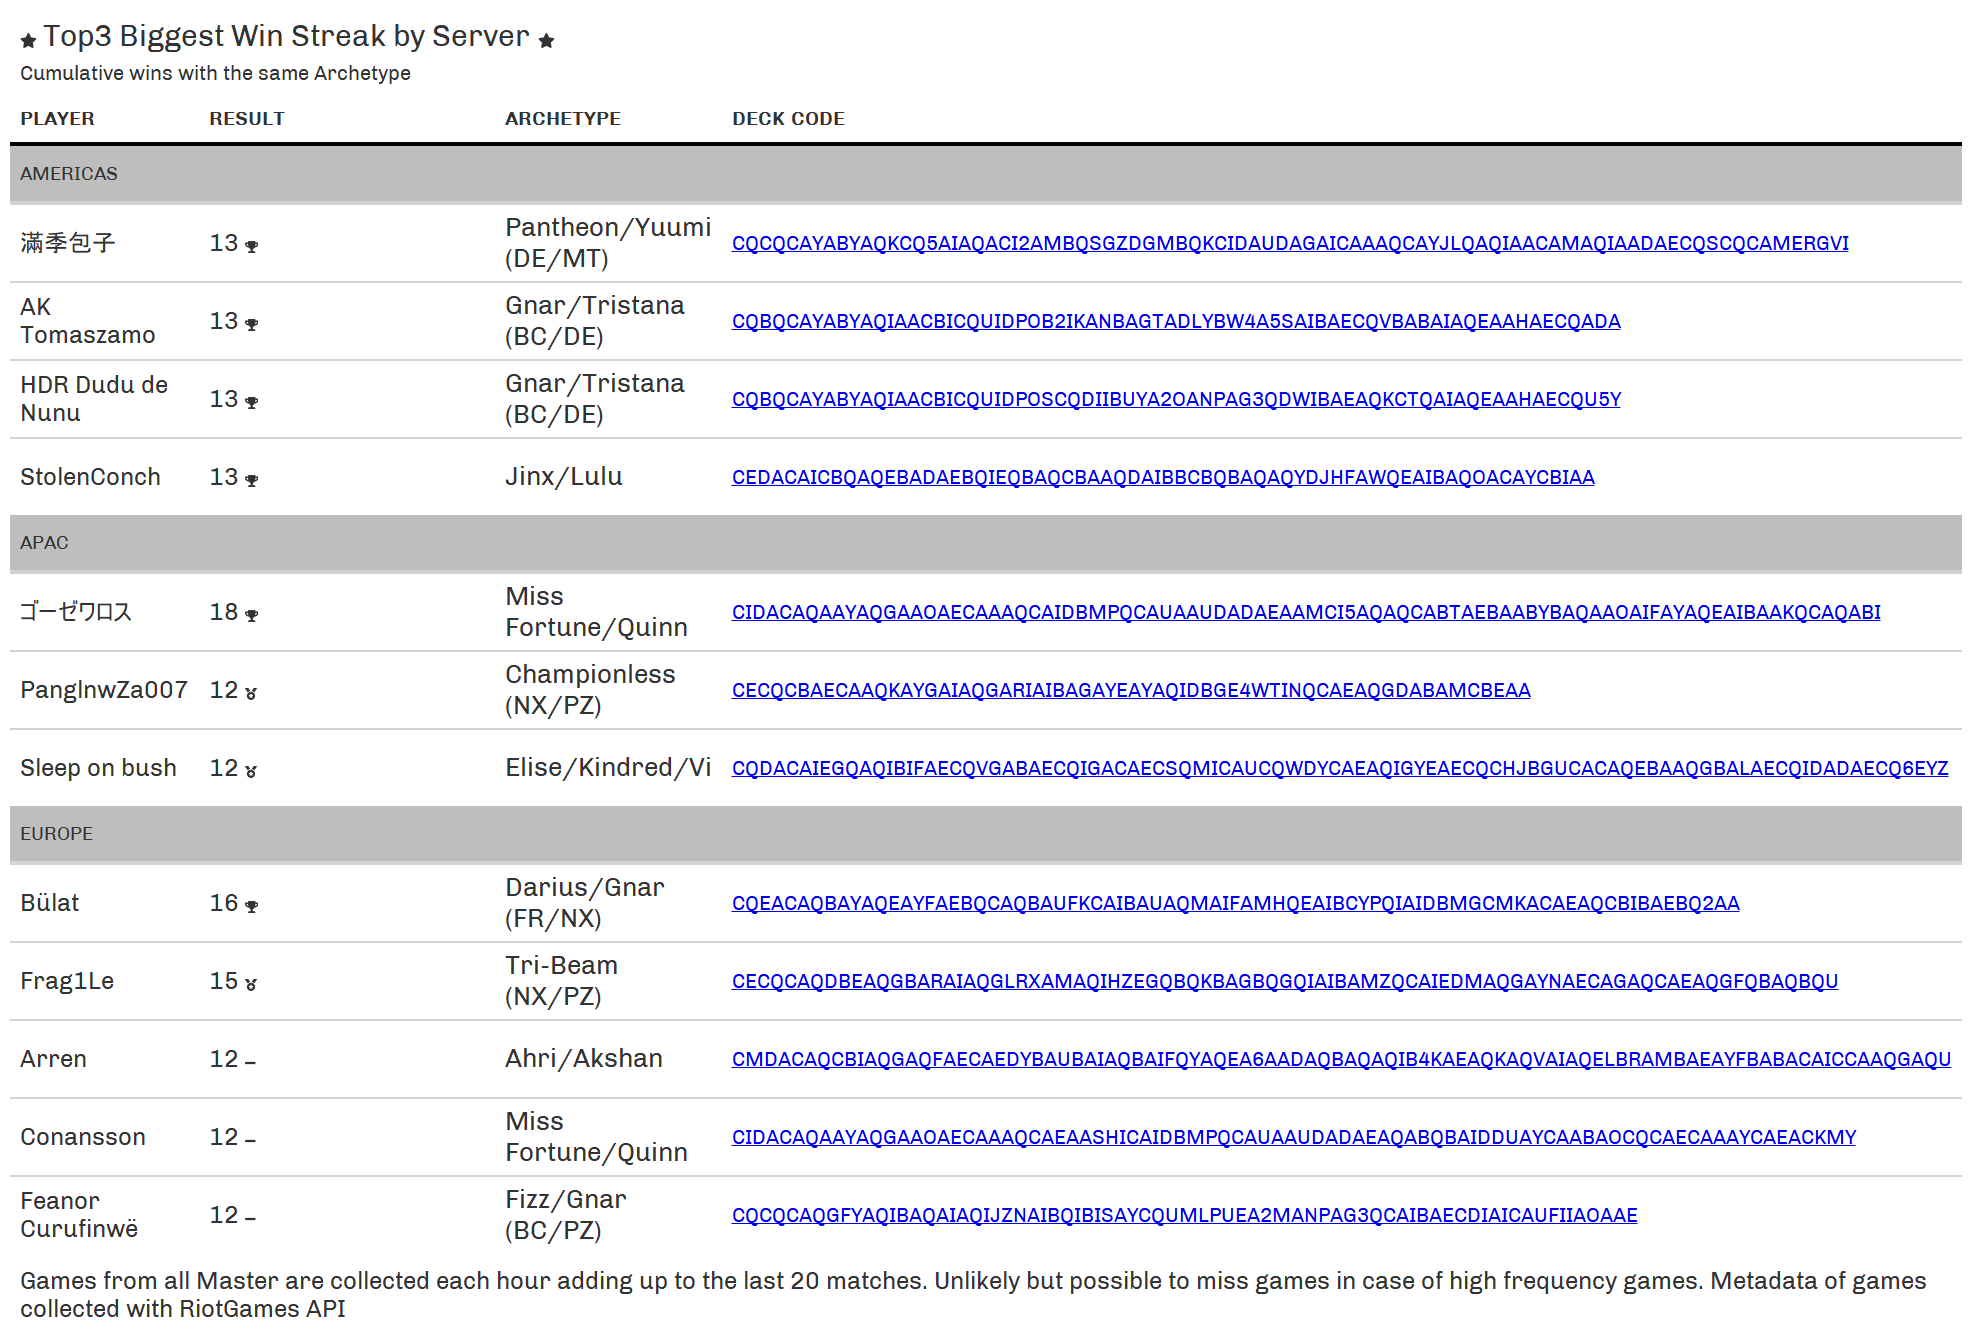 ★ Top3 Biggest Win Streak by Server ★
Cumulative wins with the same Archetype
PLAYER RESULT ARCHETYPE DECK CODE
AMERICAS
滿季包子 13 Pantheon/Yuumi (DE/MT) CQCQCAYABYAQKCQ5AIAQACI2AMBQSGZDGMBQKCIDAUDAGAICAAAQCAYJLQAQIAACAMAQIAADAECQSCQCAMERGVI
AK Tomaszamo 13 Gnar/Tristana (BC/DE) CQBQCAYABYAQIAACBICQUIDPOB2IKANBAGTADLYBW4A5SAIBAECQVBABAIAQEAAHAECQADA
HDR Dudu de Nunu 13 Gnar/Tristana (BC/DE) CQBQCAYABYAQIAACBICQUIDPOSCQDIIBUYA2OANPAG3QDWIBAEAQKCTQAIAQEAAHAECQU5Y
StolenConch 13 Jinx/Lulu CEDACAICBQAQEBADAEBQIEQBAQCBAAQDAIBBCBQBAQAQYDJHFAWQEAIBAQOACAYCBIAA
APAC
ゴーゼワロス 18 Miss Fortune/Quinn CIDACAQAAYAQGAAOAECAAAQCAIDBMPQCAUAAUDADAEAAMCI5AQAQCABTAEBAABYBAQAAOAIFAYAQEAIBAAKQCAQABI
PanglnwZa007 12 Championless (NX/PZ) CECQCBAECAAQKAYGAIAQGARIAIBAGAYEAYAQIDBGE4WTINQCAEAQGDABAMCBEAA
Sleep on bush 12 Elise/Kindred/Vi CQDACAIEGQAQIBIFAECQVGABAECQIGACAECSQMICAUCQWDYCAEAQIGYEAECQCHJBGUCACAQEBAAQGBALAECQIDADAECQ6EYZ
EUROPE
Bülat 16 Darius/Gnar (FR/NX) CQEACAQBAYAQEAYFAEBQCAQBAUFKCAIBAUAQMAIFAMHQEAIBCYPQIAIDBMGCMKACAEAQCBIBAEBQ2AA
Frag1Le 15 Tri-Beam (NX/PZ) CECQCAQDBEAQGBARAIAQGLRXAMAQIHZEGQBQKBAGBQGQIAIBAMZQCAIEDMAQGAYNAECAGAQCAEAQGFQBAQBQU
Arren 12 – Ahri/Akshan CMDACAQCBIAQGAQFAECAEDYBAUBAIAQBAIFQYAQEA6AADAQBAQAQIB4KAEAQKAQVAIAQELBRAMBAEAYFBABACAICCAAQGAQU
Conansson 12 – Miss Fortune/Quinn CIDACAQAAYAQGAAOAECAAAQCAEAASHICAIDBMPQCAUAAUDADAEAQABQBAIDDUAYCAABAOCQCAECAAAYCAEACKMY
Feanor Curufinwë 12 – Fizz/Gnar (BC/PZ) CQCQCAQGFYAQIBAQAIAQIJZNAIBQIBISAYCQUMLPUEA2MANPAG3QCAIBAECDIAICAUFIIAOAAE
Games from all Master are collected each hour adding up to the last 20 matches. Unlikely but possible to miss games in case of high frequency games. Metadata of games
collected with RiotGames API